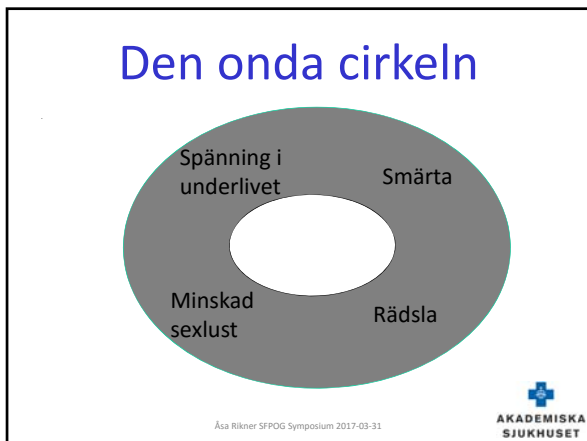 Den onda cirkeln
Spänning i
underlivet
Smärta
Minskad
sexlust
Rädsla
Åsa Rikner SFPOG Symposium 2017-03-31
AKADEMISKA
SJUKHUSET